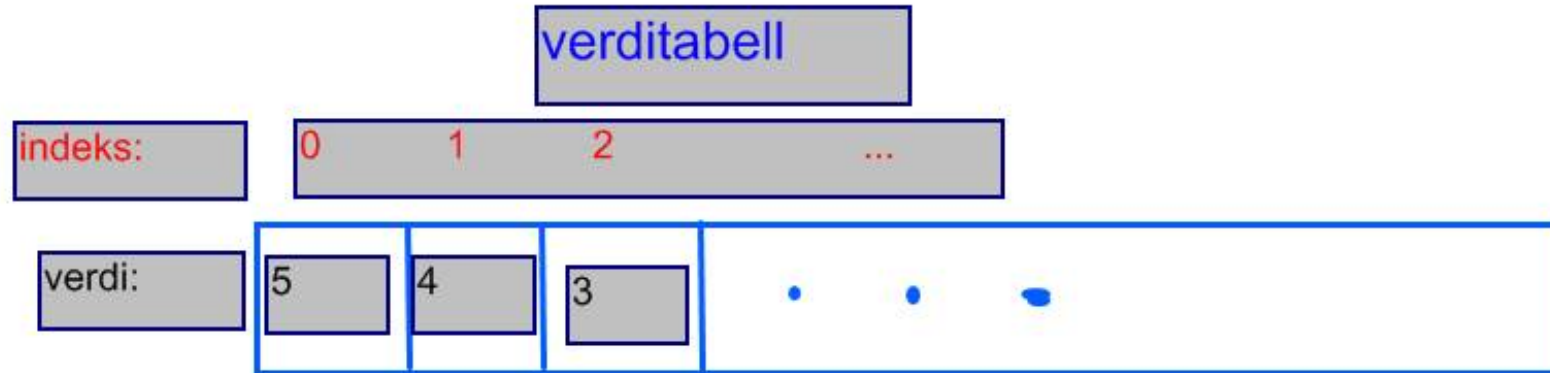 verditabell
indeks: 0 1 2 ...
verdi: 5 4 3 . . .